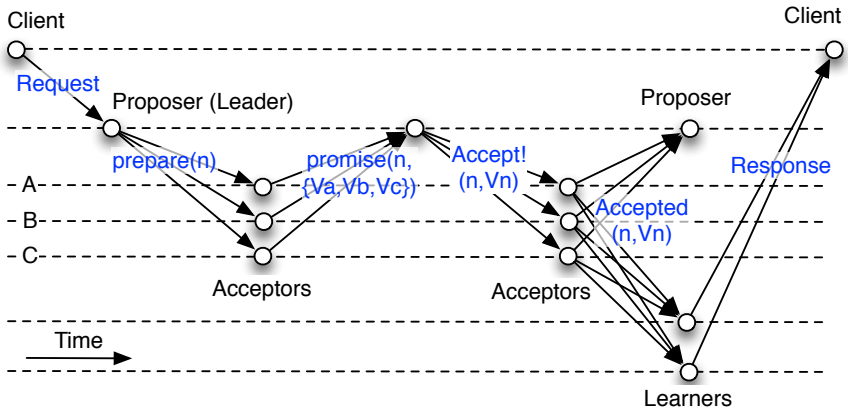 Client
Client
Request
Proposer (Leader)
Proposer
prepare(n)
promise(n,
{Va,Vb,Vc})
Accept!
(n,Vn)
Response
A
B
C
Accepted
(n,Vn)
Acceptors
Acceptors
Time
Learners